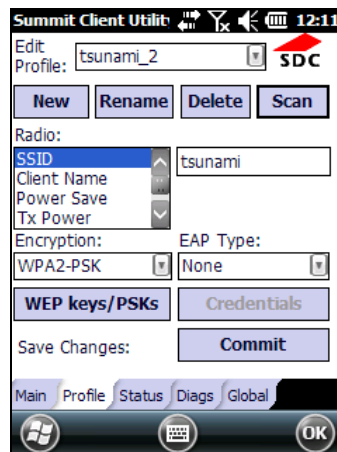 Summit Client Utility 12:11
Edit Profile: tsunami_2 SDC
New Rename Delete Scan
Radio:
SSID tsunami
Client Name
Power Save
Tx Power
Encryption: EAP Type:
WPA2-PSK None
WEP keys/PSKs Credentials
Save Changes: Commit
Main Profile Status Diags Global
OK